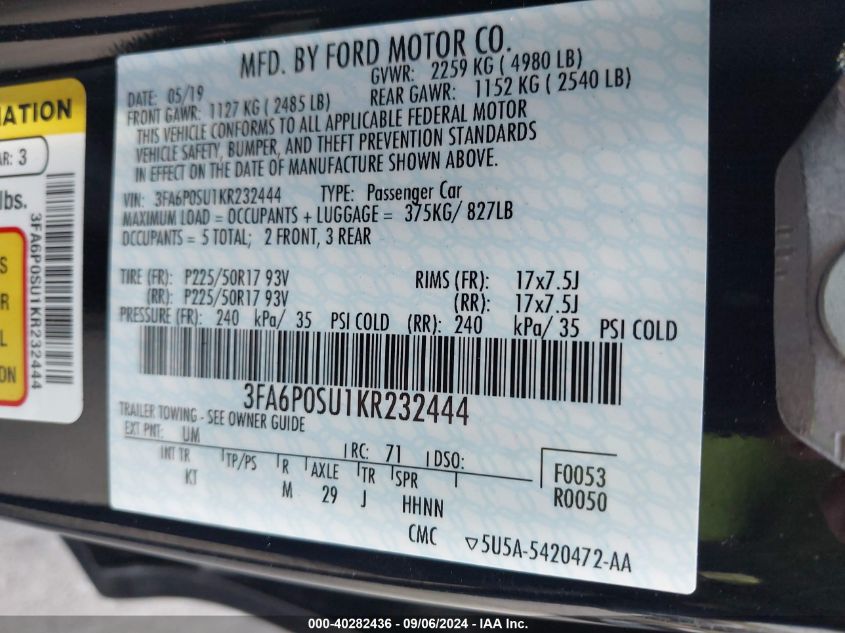 MFD. BY FORD MOTOR CO.
DATE: 05/19 GVWR: 2259 KG ( 4980 LB)
FRONT GAWR: 1127 KG ( 2485 LB) REAR GAWR: 1152 KG ( 2540 LB)
THIS VEHICLE CONFORMS TO ALL APPLICABLE FEDERAL MOTOR
VEHICLE SAFETY, BUMPER, AND THEFT PREVENTION STANDARDS
IN EFFECT ON THE DATE OF MANUFACTURE SHOWN ABOVE.
VIN: 3FA6P0SU1KR232444 TYPE: Passenger Car
MAXIMUM LOAD = OCCUPANTS + LUGGAGE = 375KG/ 827LB
OCCUPANTS = 5 TOTAL; 2 FRONT, 3 REAR
TIRE (FR): P225/50R17 93V RIMS (FR): 17x7.5J
(RR): P225/50R17 93V (RR): 17x7.5J
PRESSURE (FR): 240 kPa/ 35 PSI COLD (RR): 240 kPa/ 35 PSI COLD
3FA6P0SU1KR232444
TRAILER TOWING - SEE OWNER GUIDE
EXT PNT: UM RC: 71 DSO:
INT TR TP/PS R AXLE TR SPR
KT M 29 J HHNN
F0053
R0050
CMC ▽5U5A-5420472-AA
AR: 3
lbs.
3FA6P0SU1KR232444
000-40282436 - 09/06/2024 - www.iaai.com